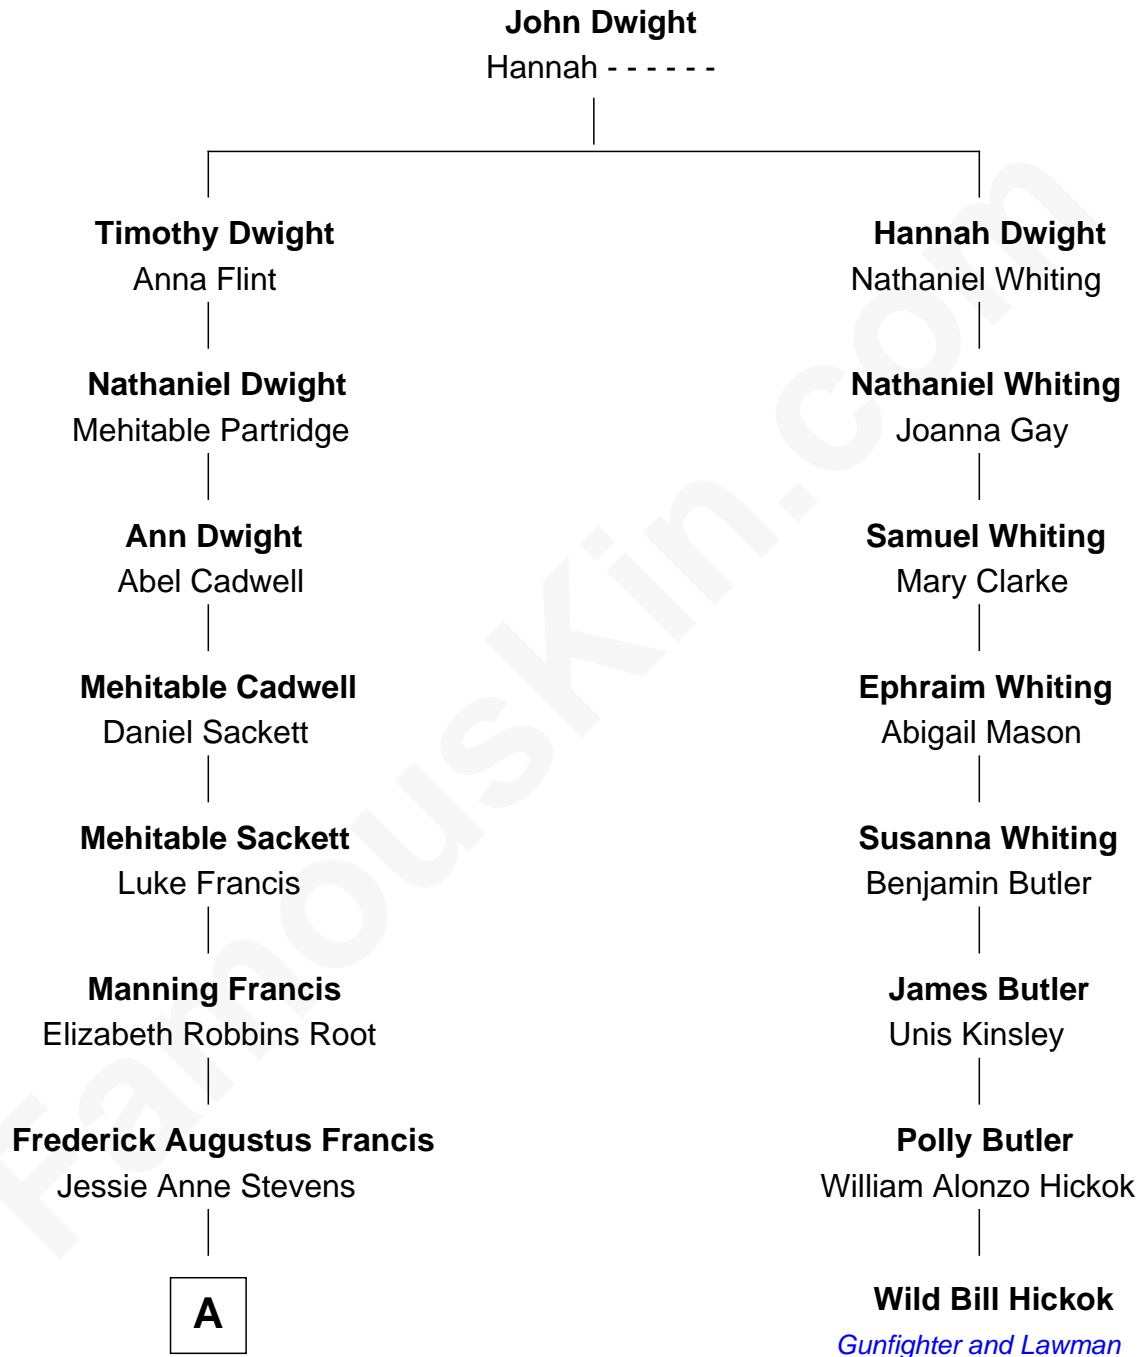 John Dwight
Hannah - - - - - -
Timothy Dwight
Anna Flint
Hannah Dwight
Nathaniel Whiting
Nathaniel Dwight
Mehitable Partridge
Nathaniel Whiting
Joanna Gay
Ann Dwight
Abel Cadwell
Samuel Whiting
Mary Clarke
Mehitable Cadwell
Daniel Sackett
Ephraim Whiting
Abigail Mason
Mehitable Sackett
Luke Francis
Susanna Whiting
Benjamin Butler
Manning Francis
Elizabeth Robbins Root
James Butler
Unis Kinsley
Frederick Augustus Francis
Jessie Anne Stevens
Polly Butler
William Alonzo Hickok
A
Wild Bill Hickok
Gunfighter and Lawman
FamousKin.com